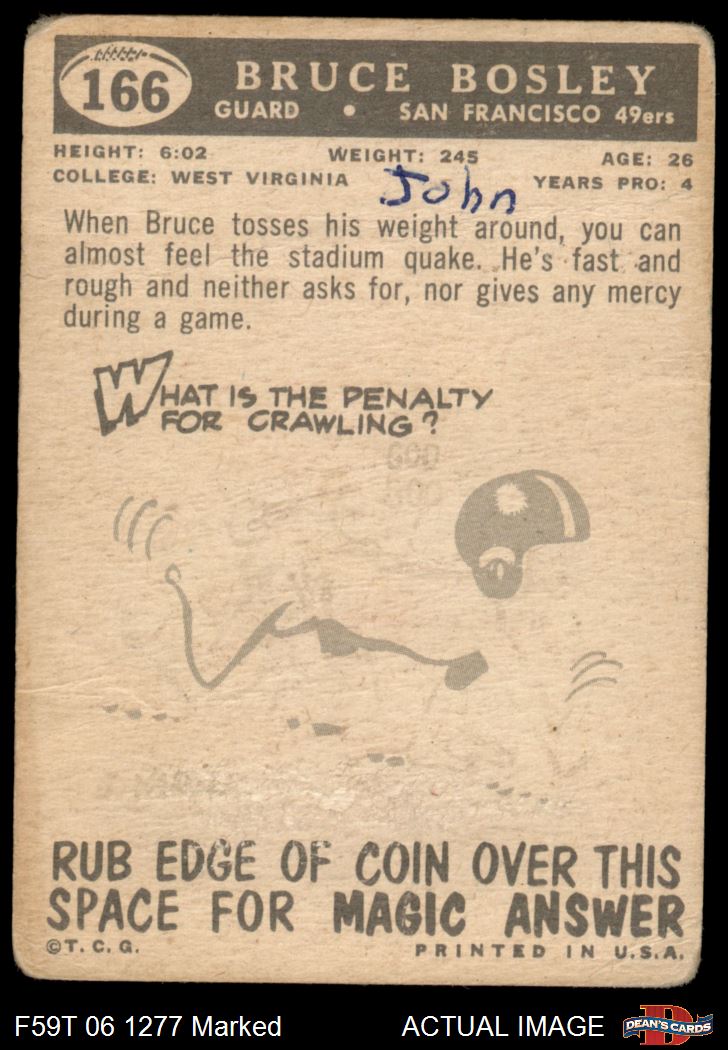 166
BRUCE BOSLEY
GUARD • SAN FRANCISCO 49ers
HEIGHT: 6:02 WEIGHT: 245 AGE: 26
COLLEGE: WEST VIRGINIA YEARS PRO: 4
John
When Bruce tosses his weight around, you can
almost feel the stadium quake. He's fast and
rough and neither asks for, nor gives any mercy
during a game.
WHAT IS THE PENALTY
FOR CRAWLING?
RUB EDGE OF COIN OVER THIS
SPACE FOR MAGIC ANSWER
©T.C.G. PRINTED IN U.S.A.
F59T 06 1277 Marked ACTUAL IMAGE
DEAN'S CARDS